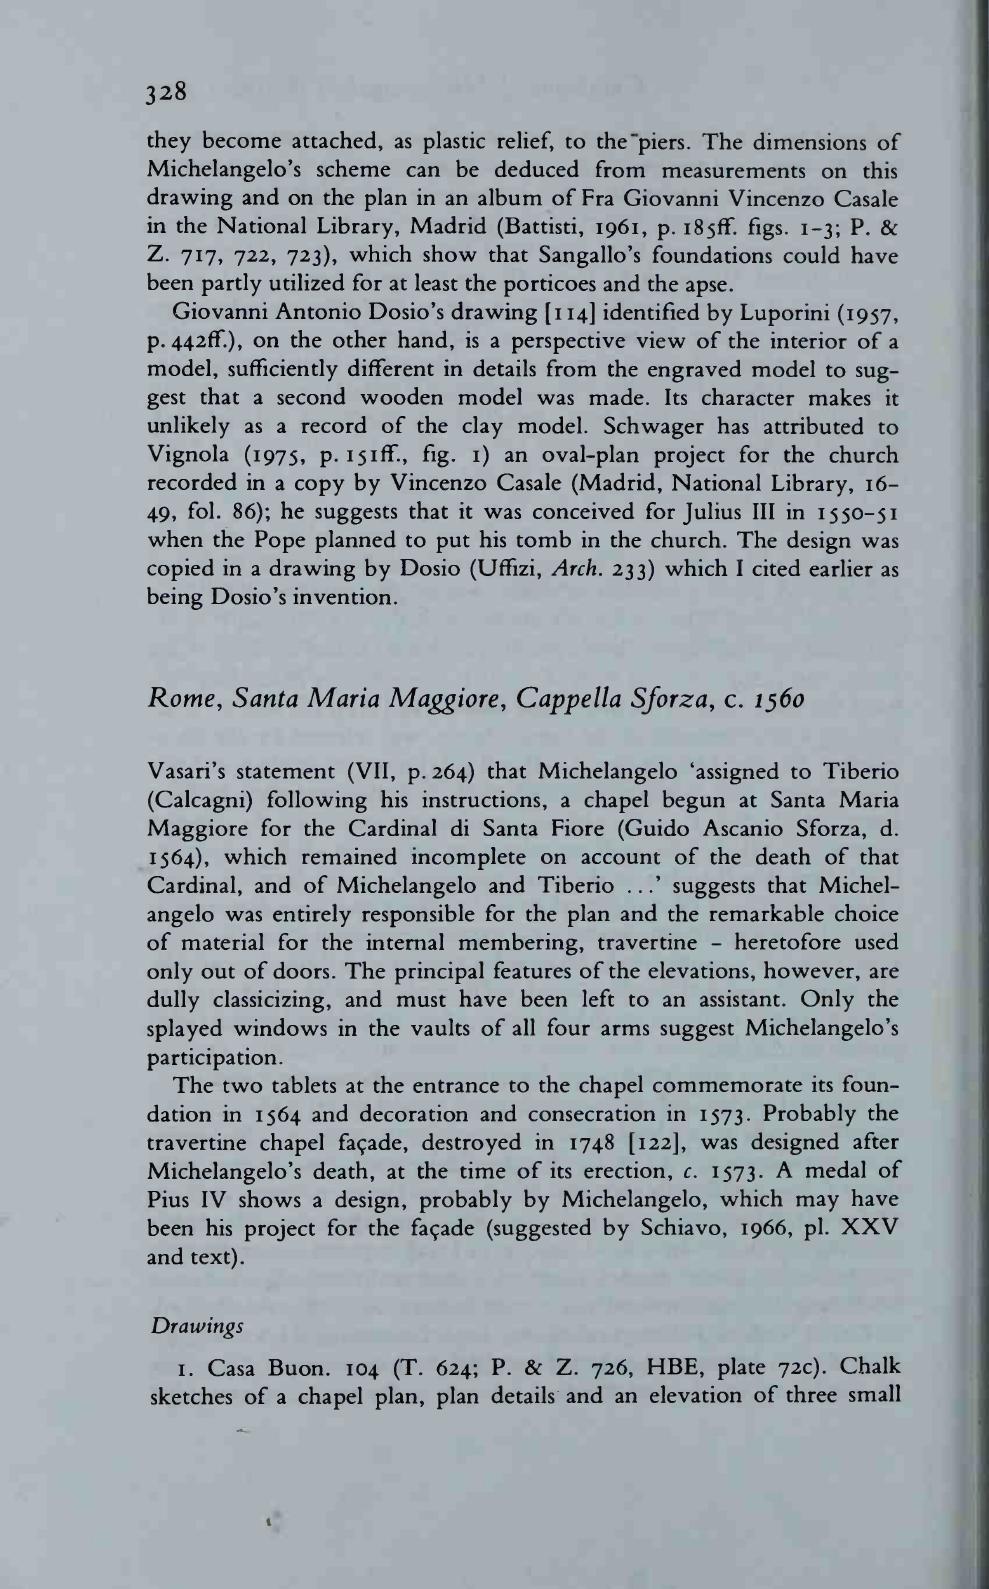 328
they become attached, as plastic relief, to the piers. The dimensions of
Michelangelo's scheme can be deduced from measurements on this
drawing and on the plan in an album of Fra Giovanni Vincenzo Casale
in the National Library, Madrid (Battisti, 1961, p. 185ff. figs. 1–3; P. &
Z. 717, 722, 723), which show that Sangallo's foundations could have
been partly utilized for at least the porticoes and the apse.
Giovanni Antonio Dosio's drawing [114] identified by Luporini (1957,
p. 442ff.), on the other hand, is a perspective view of the interior of a
model, sufficiently different in details from the engraved model to sug-
gest that a second wooden model was made. Its character makes it
unlikely as a record of the clay model. Schwager has attributed to
Vignola (1975, p. 151ff., fig. 1) an oval-plan project for the church
recorded in a copy by Vincenzo Casale (Madrid, National Library, 16–
49, fol. 86); he suggests that it was conceived for Julius III in 1550–51
when the Pope planned to put his tomb in the church. The design was
copied in a drawing by Dosio (Uffizi, Arch. 233) which I cited earlier as
being Dosio's invention.
Rome, Santa Maria Maggiore, Cappella Sforza, c. 1560
Vasari's statement (VII, p. 264) that Michelangelo 'assigned to Tiberio
(Calcagni) following his instructions, a chapel begun at Santa Maria
Maggiore for the Cardinal di Santa Fiore (Guido Ascanio Sforza, d.
1564), which remained incomplete on account of the death of that
Cardinal, and of Michelangelo and Tiberio ...' suggests that Michel-
angelo was entirely responsible for the plan and the remarkable choice
of material for the internal membering, travertine – heretofore used
only out of doors. The principal features of the elevations, however, are
dully classicizing, and must have been left to an assistant. Only the
splayed windows in the vaults of all four arms suggest Michelangelo's
participation.
The two tablets at the entrance to the chapel commemorate its foun-
dation in 1564 and decoration and consecration in 1573. Probably the
travertine chapel façade, destroyed in 1748 [122], was designed after
Michelangelo's death, at the time of its erection, c. 1573. A medal of
Pius IV shows a design, probably by Michelangelo, which may have
been his project for the façade (suggested by Schiavo, 1966, pl. XXV
and text).
Drawings
1. Casa Buon. 104 (T. 624; P. & Z. 726, HBE, plate 72c). Chalk
sketches of a chapel plan, plan details and an elevation of three small